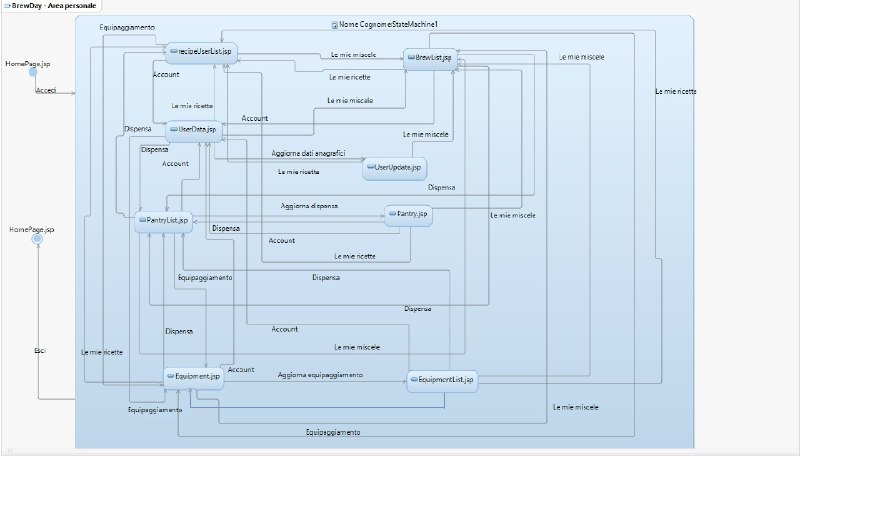 BrewDay - Area personale
Nome Cognome:StateMachine1
Equipaggiamento
recipeUserList.jsp
Le mie miscele
BrewList.jsp
Le mie miscele
HomePage.jsp
Account
Le mie ricette
Accedi
Le mie ricette
Le mie ricette
Le mie miscele
Account
Dispensa
UserData.jsp
Le mie miscele
Dispensa
Aggiorna dati anagrafici
Account
UserUpdate.jsp
Le mie ricette
Dispensa
Aggiorna dispensa
PantryList.jsp
Pantry.jsp
Le mie miscele
HomePage.jsp
Dispensa
Account
Le mie ricette
Equipaggiamento
Dispensa
Dispensa
Dispensa
Account
Esci
Le mie ricette
Le mie miscele
Equipment.jsp
Account
Aggiorna equipaggiamento
EquipmentList.jsp
Equipaggiamento
Le mie miscele
Equipaggiamento